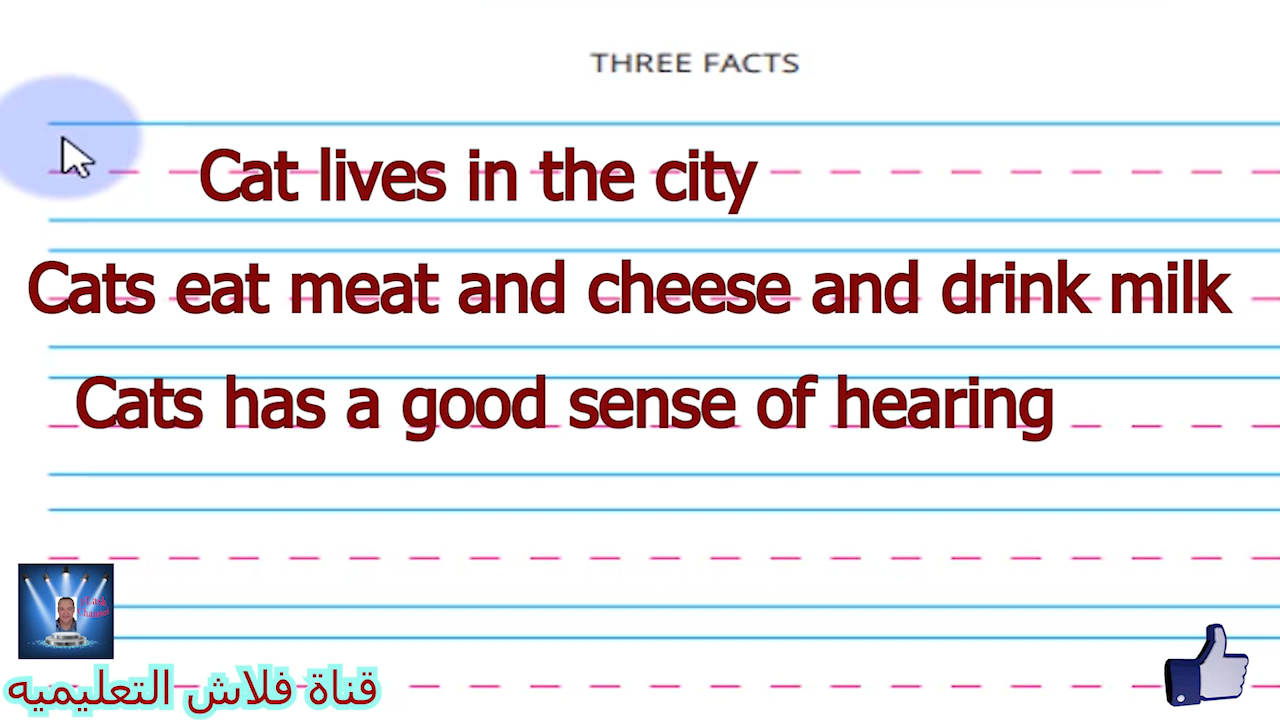 THREE FACTS
Cat lives in the city
Cats eat meat and cheese and drink milk
Cats has a good sense of hearing
قناة فلاش التعليميه